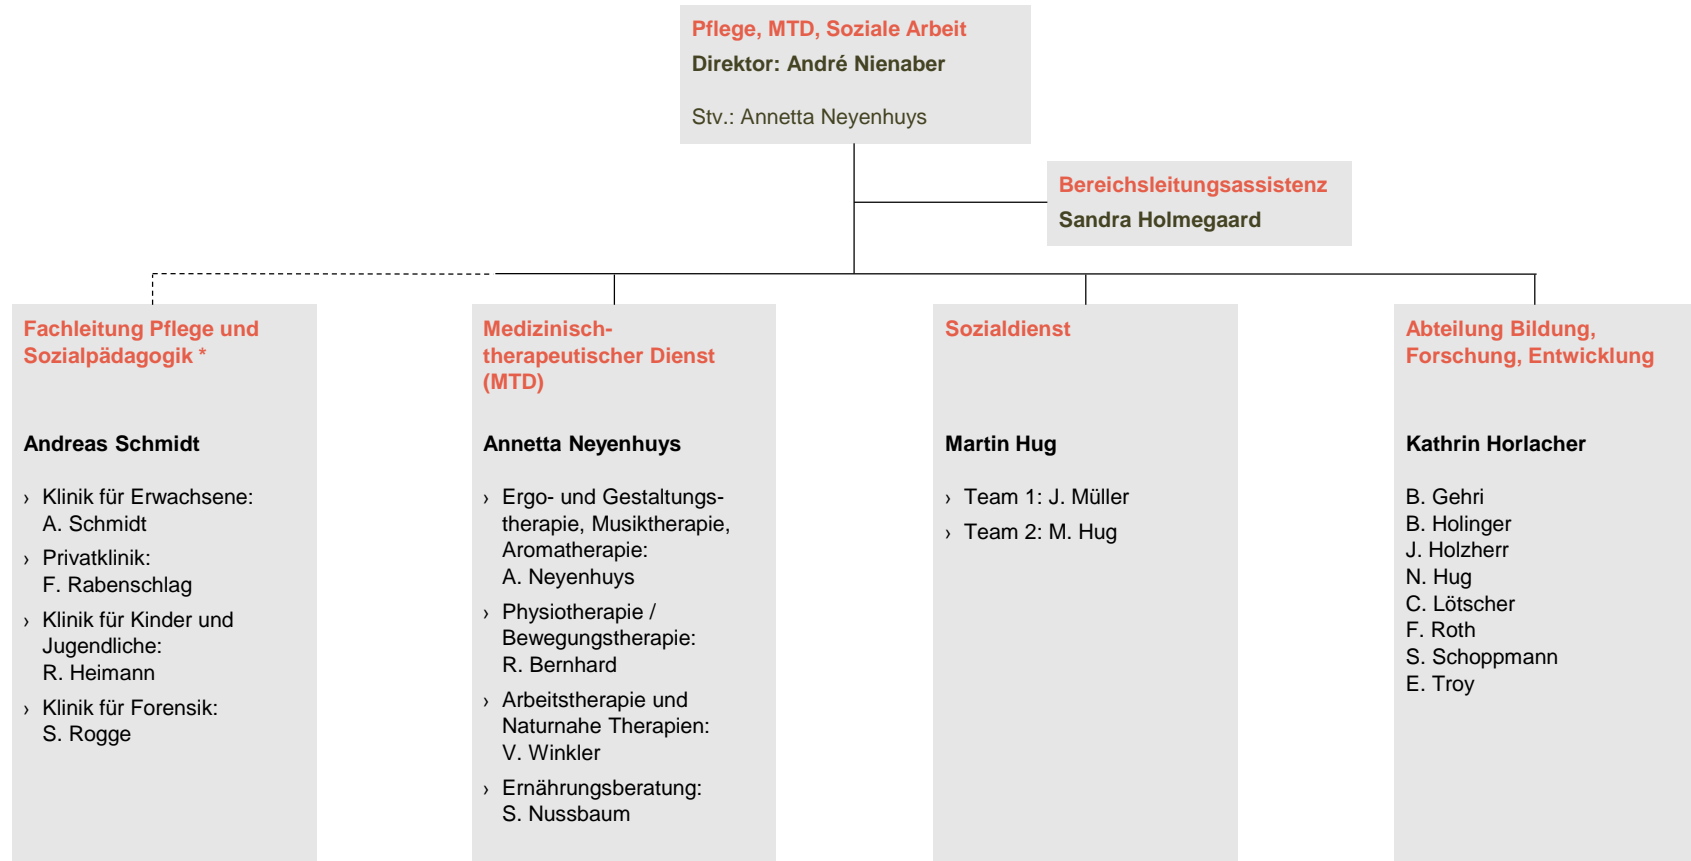 Pflege, MTD, Soziale Arbeit
Direktor: André Nienaber
Stv.: Annetta Neyenhuys
Bereichsleitungsassistenz
Sandra Holmegaard
Fachleitung Pflege und
Sozialpädagogik *
Andreas Schmidt
› Klinik für Erwachsene:
A. Schmidt
› Privatklinik:
F. Rabenschlag
› Klinik für Kinder und
Jugendliche:
R. Heimann
› Klinik für Forensik:
S. Rogge
Medizinisch-
therapeutischer Dienst
(MTD)
Annetta Neyenhuys
› Ergo- und Gestaltungs-
therapie, Musiktherapie,
Aromatherapie:
A. Neyenhuys
› Physiotherapie /
Bewegungstherapie:
R. Bernhard
› Arbeitstherapie und
Naturnahe Therapien:
V. Winkler
› Ernährungsberatung:
S. Nussbaum
Sozialdienst
Martin Hug
› Team 1: J. Müller
› Team 2: M. Hug
Abteilung Bildung,
Forschung, Entwicklung
Kathrin Horlacher
B. Gehri
B. Holinger
J. Holzherr
N. Hug
C. Lötscher
F. Roth
S. Schoppmann
E. Troy